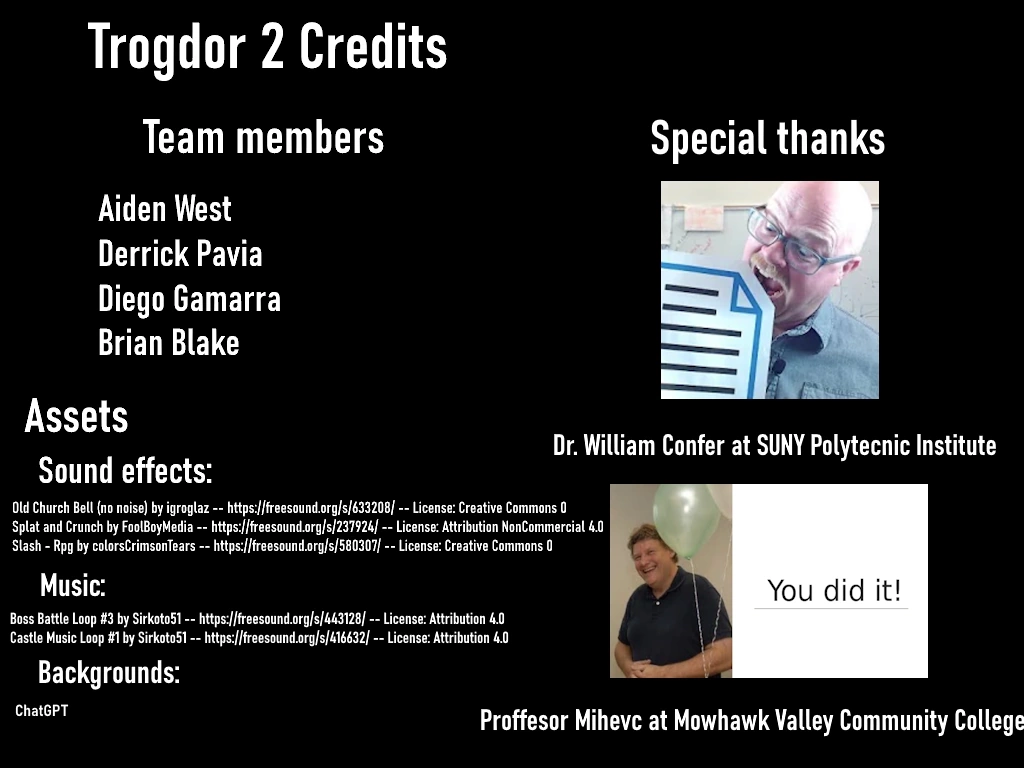 Trogdor 2 Credits
Team members
Aiden West
Derrick Pavia
Diego Gamarra
Brian Blake
Assets
Sound effects:
Old Church Bell (no noise) by igroglaz -- https://freesound.org/s/633208/ -- License: Creative Commons 0
Splat and Crunch by FoolBoyMedia -- https://freesound.org/s/237924/ -- License: Attribution NonCommercial 4.0
Slash - Rpg by colorsCrimsonTears -- https://freesound.org/s/580307/ -- License: Creative Commons 0
Music:
Boss Battle Loop #3 by Sirkoto51 -- https://freesound.org/s/443128/ -- License: Attribution 4.0
Castle Music Loop #1 by Sirkoto51 -- https://freesound.org/s/416632/ -- License: Attribution 4.0
Backgrounds:
ChatGPT
Special thanks
Dr. William Confer at SUNY Polytecnic Institute
You did it!
Proffesor Mihevc at Mowhawk Valley Community College